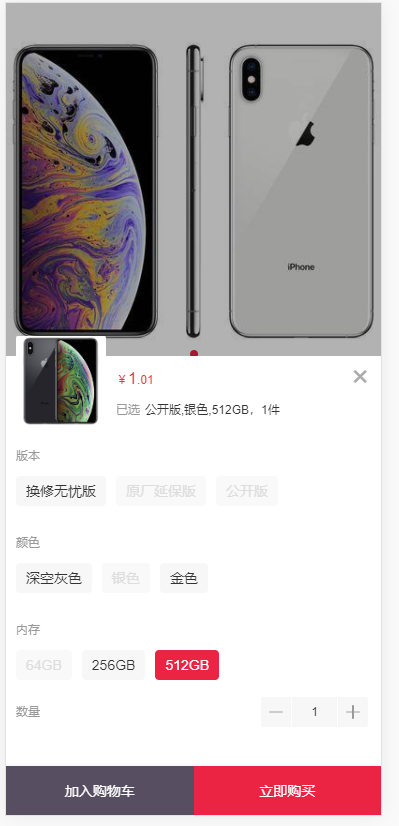 iPhone
￥1.01
已选 公开版,银色,512GB，1件
版本
换修无忧版 原厂延保版 公开版
颜色
深空灰色 银色 金色
内存
64GB 256GB 512GB
数量 1
加入购物车 立即购买